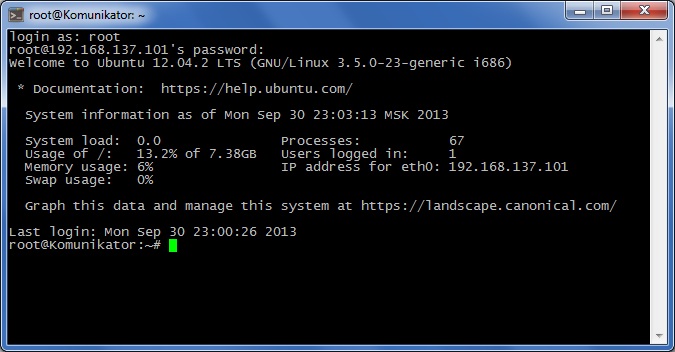 root@Komunikator: ~
login as: root
root@192.168.137.101's password:
Welcome to Ubuntu 12.04.2 LTS (GNU/Linux 3.5.0-23-generic i686)
* Documentation:  https://help.ubuntu.com/
System information as of Mon Sep 30 23:03:13 MSK 2013
System load:  0.0               Processes:           67
Usage of /:   13.2% of 7.38GB   Users logged in:     1
Memory usage: 6%                IP address for eth0: 192.168.137.101
Swap usage:   0%
Graph this data and manage this system at https://landscape.canonical.com/
Last login: Mon Sep 30 23:00:26 2013
root@Komunikator:~#